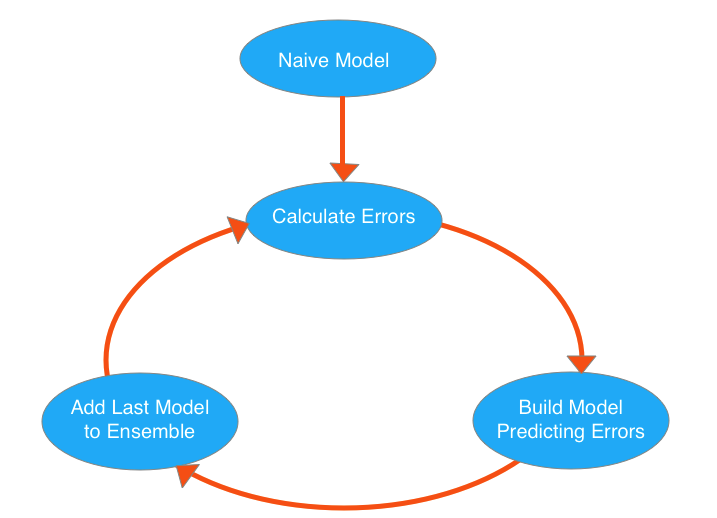 Naive Model
Calculate Errors
Add Last Model
to Ensemble
Build Model
Predicting Errors